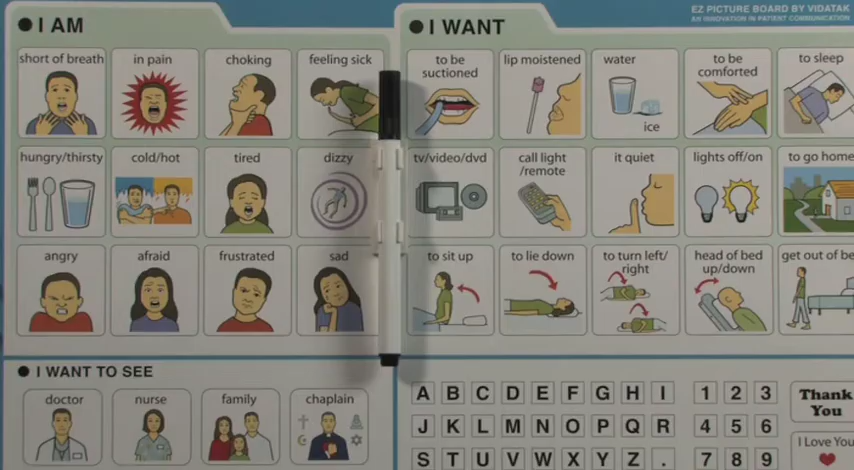 EZ PICTURE BOARD BY VIDATAK
AN INNOVATION IN PATIENT COMMUNICATION
I AM
short of breath
in pain
choking
feeling sick
hungry/thirsty
cold/hot
tired
dizzy
angry
afraid
frustrated
sad
I WANT
to be
suctioned
lip moistened
water
ice
to be
comforted
to sleep
tv/video/dvd
call light
/remote
it quiet
lights off/on
to go home
to sit up
to lie down
to turn left/
right
head of bed
up/down
get out of be
I WANT TO SEE
doctor
nurse
family
chaplain
A B C D E F G H I
J K L M N O P Q R
S T U V W X Y Z .
1 2 3
4 5 6
7 8 9
Thank
You
I Love You